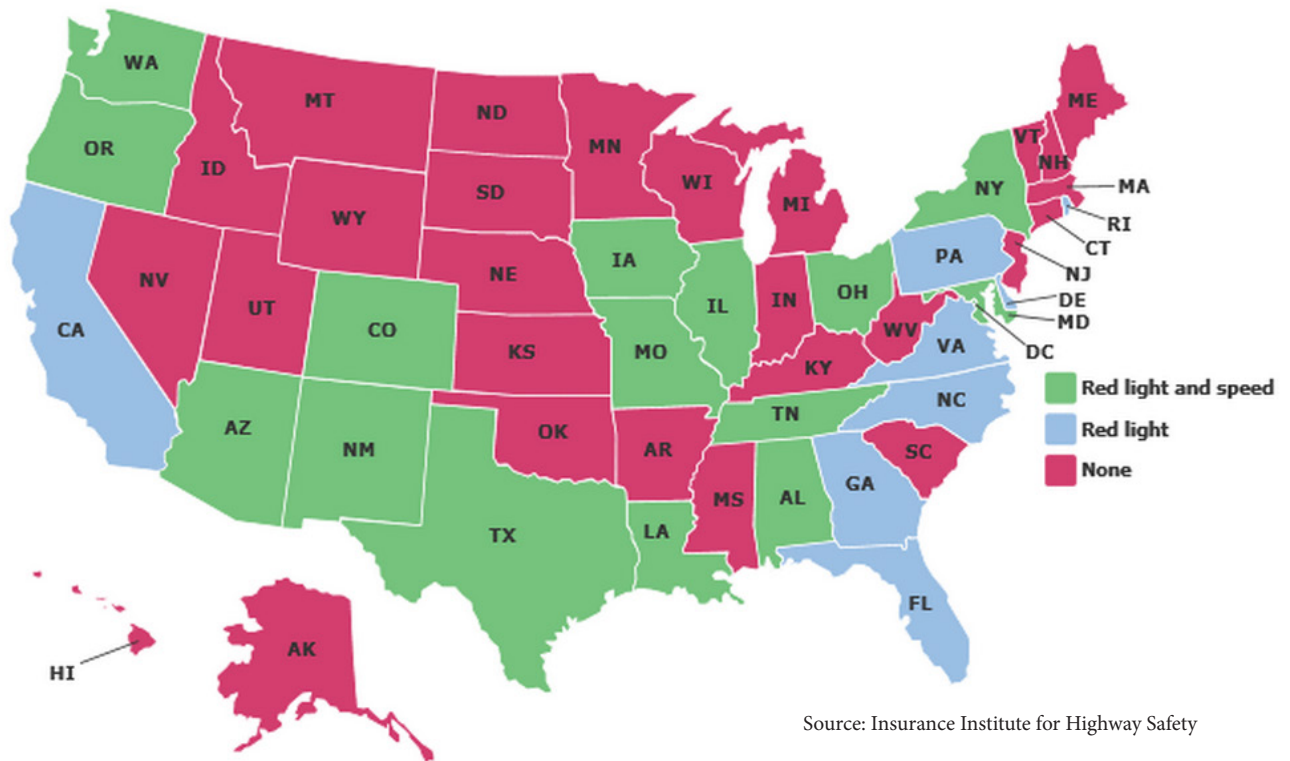 WA
MT
ND
MN
ME
OR
ID
VT
NH
WI
SD
NY
MA
MI
WY
RI
CT
PA
IA
NE
NJ
NV
OH
IN
DE
UT
IL
MD
CA
CO
WV
VA
DC
KS
MO
KY
Red light and speed
NC
TN
AZ
OK
Red light
NM
AR
SC
None
GA
MS
AL
TX
LA
FL
AK
HI
Source: Insurance Institute for Highway Safety